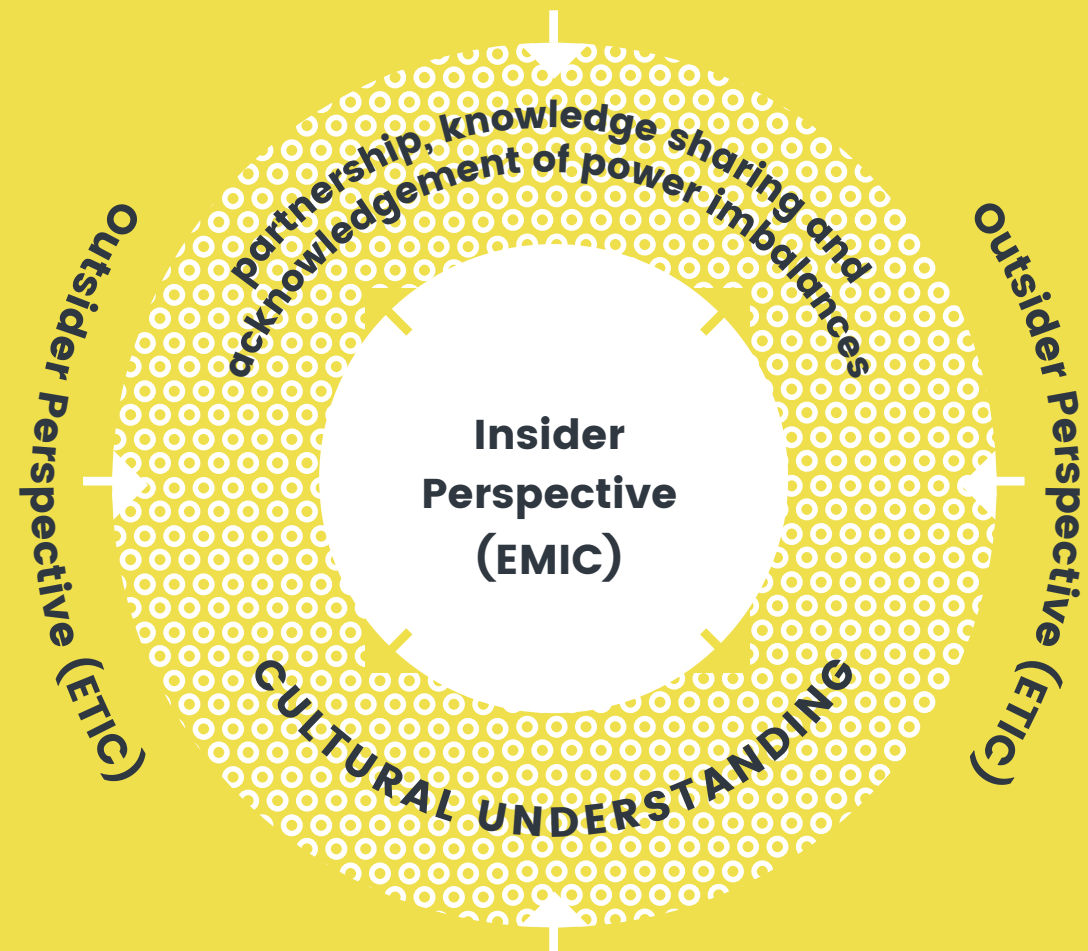 partnership, knowledge sharing and
acknowledgement of power imbalances
Outsider Perspective (ETIC)
Insider
Perspective
(EMIC)
Outsider Perspective (ETIC)
CULTURAL UNDERSTANDING